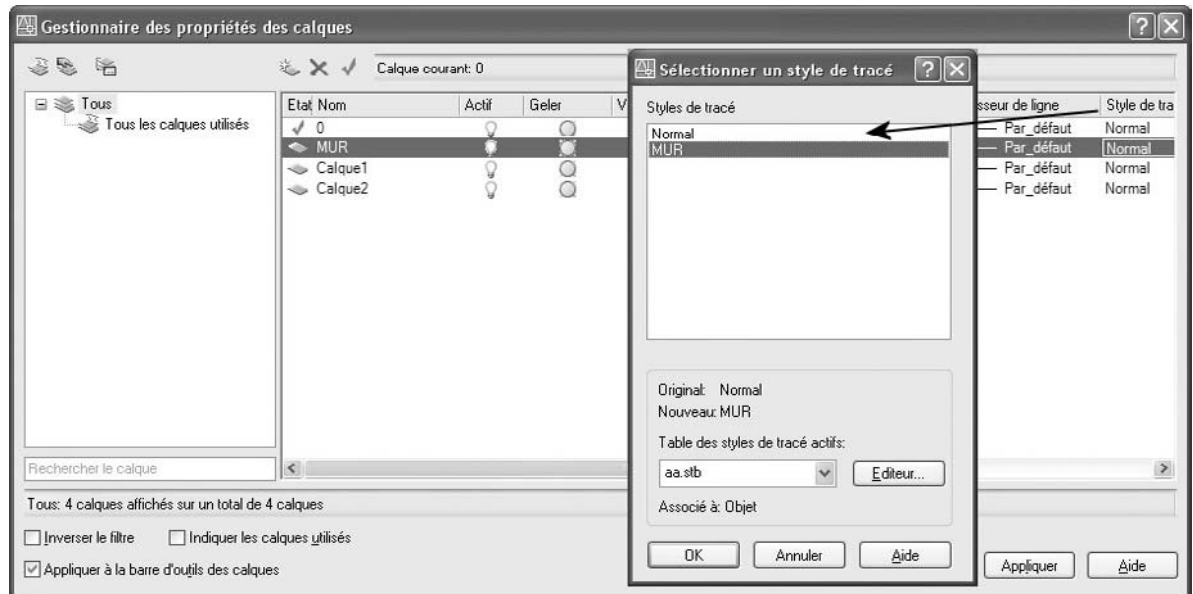 Gestionnaire des propriétés des calques
Calque courant: 0
Tous
Tous les calques utilisés
Etat Nom Actif Geler V
0
MUR
Calque1
Calque2
Rechercher le calque
Tous: 4 calques affichés sur un total de 4 calques
Inverser le filtre Indiquer les calques utilisés
Appliquer à la barre d'outils des calques
Sélectionner un style de tracé
Styles de tracé
Normal
MUR
Original: Normal
Nouveau: MUR
Table des styles de tracé actifs:
aa.stb Editeur...
Associé à: Objet
OK Annuler Aide
sseur de ligne Style de tra
Par_défaut Normal
Par_défaut Normal
Par_défaut Normal
Par_défaut Normal
Appliquer Aide